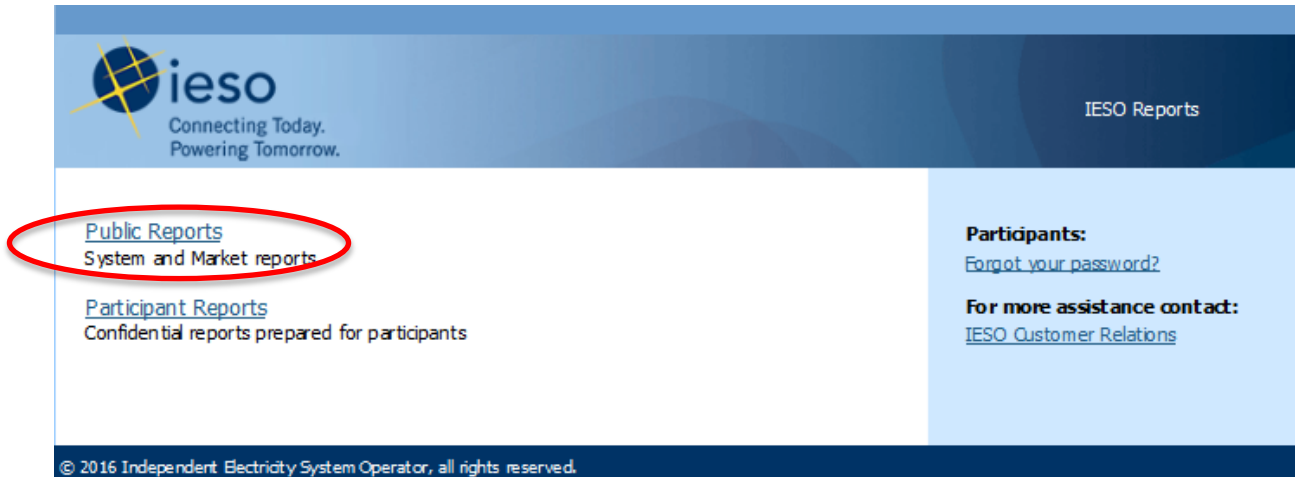 ieso
Connecting Today.
Powering Tomorrow.
IESO Reports
Public Reports
System and Market reports
Participant Reports
Confidential reports prepared for participants
Participants:
Forgot your password?
For more assistance contact:
IESO Customer Relations
© 2016 Independent Electricity System Operator, all rights reserved.